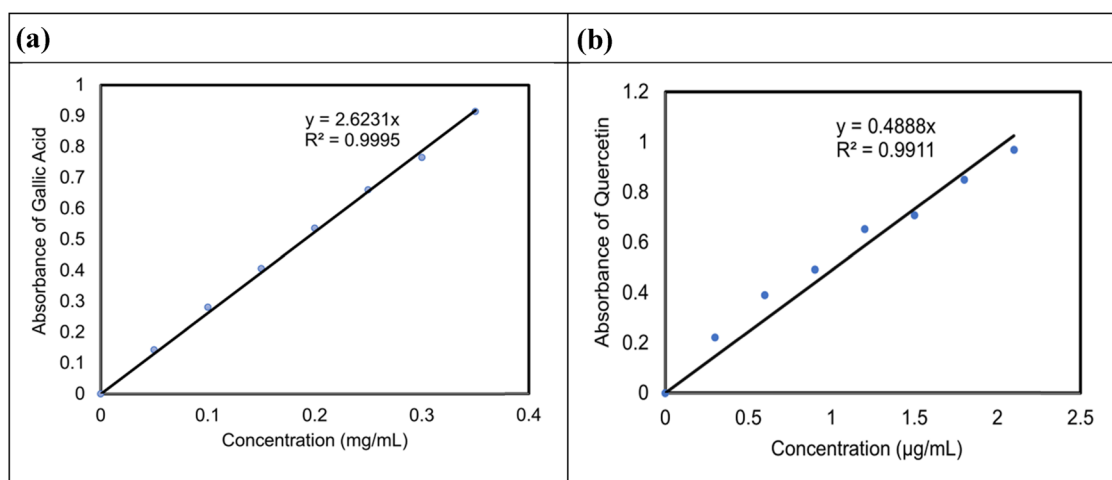 (a)
(b)
y = 2.6231x
R² = 0.9995
Absorbance of Gallic Acid
1
0.9
0.8
0.7
0.6
0.5
0.4
0.3
0.2
0.1
0
0 0.1 0.2 0.3 0.4
Concentration (mg/mL)
y = 0.4888x
R² = 0.9911
Absorbance of Quercetin
1.2
1
0.8
0.6
0.4
0.2
0
0 0.5 1 1.5 2 2.5
Concentration (µg/mL)